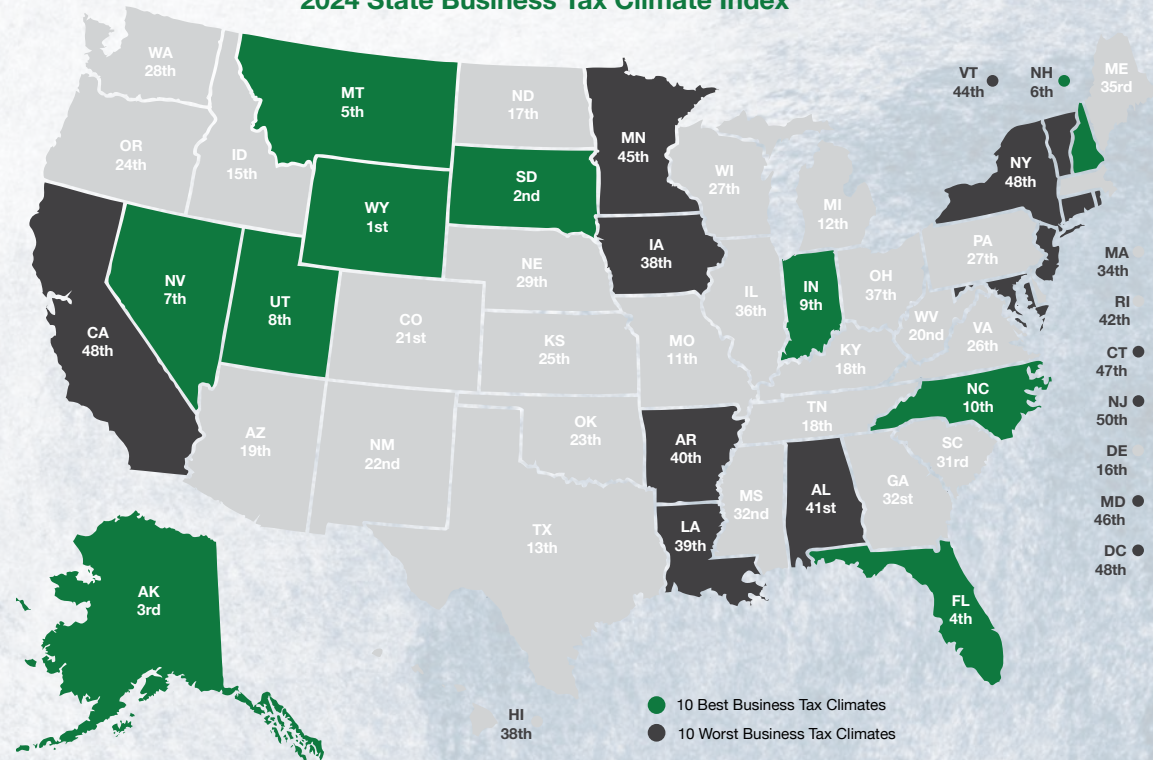 2024 State Business Tax Climate Index
WA
28th
MT
5th
ND
17th
MN
45th
VT
44th
NH
6th
ME
35rd
OR
24th
ID
15th
WY
1st
SD
2nd
WI
27th
MI
12th
NY
48th
NV
7th
UT
8th
CO
21st
NE
29th
IA
38th
IL
36th
IN
9th
OH
37th
PA
27th
MA
34th
RI
42th
CA
48th
KS
25th
MO
11th
KY
18th
WV
20nd
VA
26th
CT
47th
NJ
50th
AZ
19th
NM
22nd
OK
23th
AR
40th
TN
18th
NC
10th
SC
31rd
DE
16th
TX
13th
LA
39th
MS
32nd
AL
41st
GA
32st
MD
46th
DC
48th
AK
3rd
FL
4th
HI
38th
10 Best Business Tax Climates
10 Worst Business Tax Climates